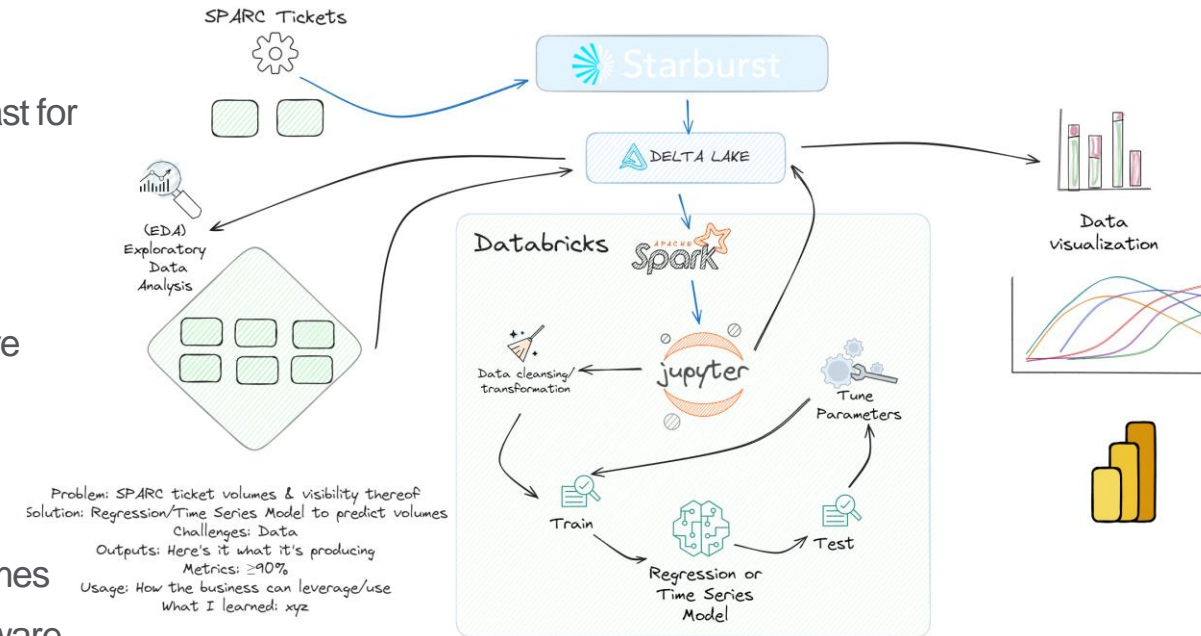 SPARC Tickets
Starburst
ast for
DELTA LAKE
(EDA)
Exploratory
Data
Analysis
Databricks
APACHE
Spark
Data
visualization
Data cleansing/
transformation
jupyter
Tune
Parameters
Train
Test
Regression or
Time Series
Model
Problem: SPARC ticket volumes & visibility thereof
Solution: Regression/Time Series Model to predict volumes
Challenges: Data
Outputs: Here's it what it's producing
Metrics: ≥90%
Usage: How the business can leverage/use
What I learned: xyz